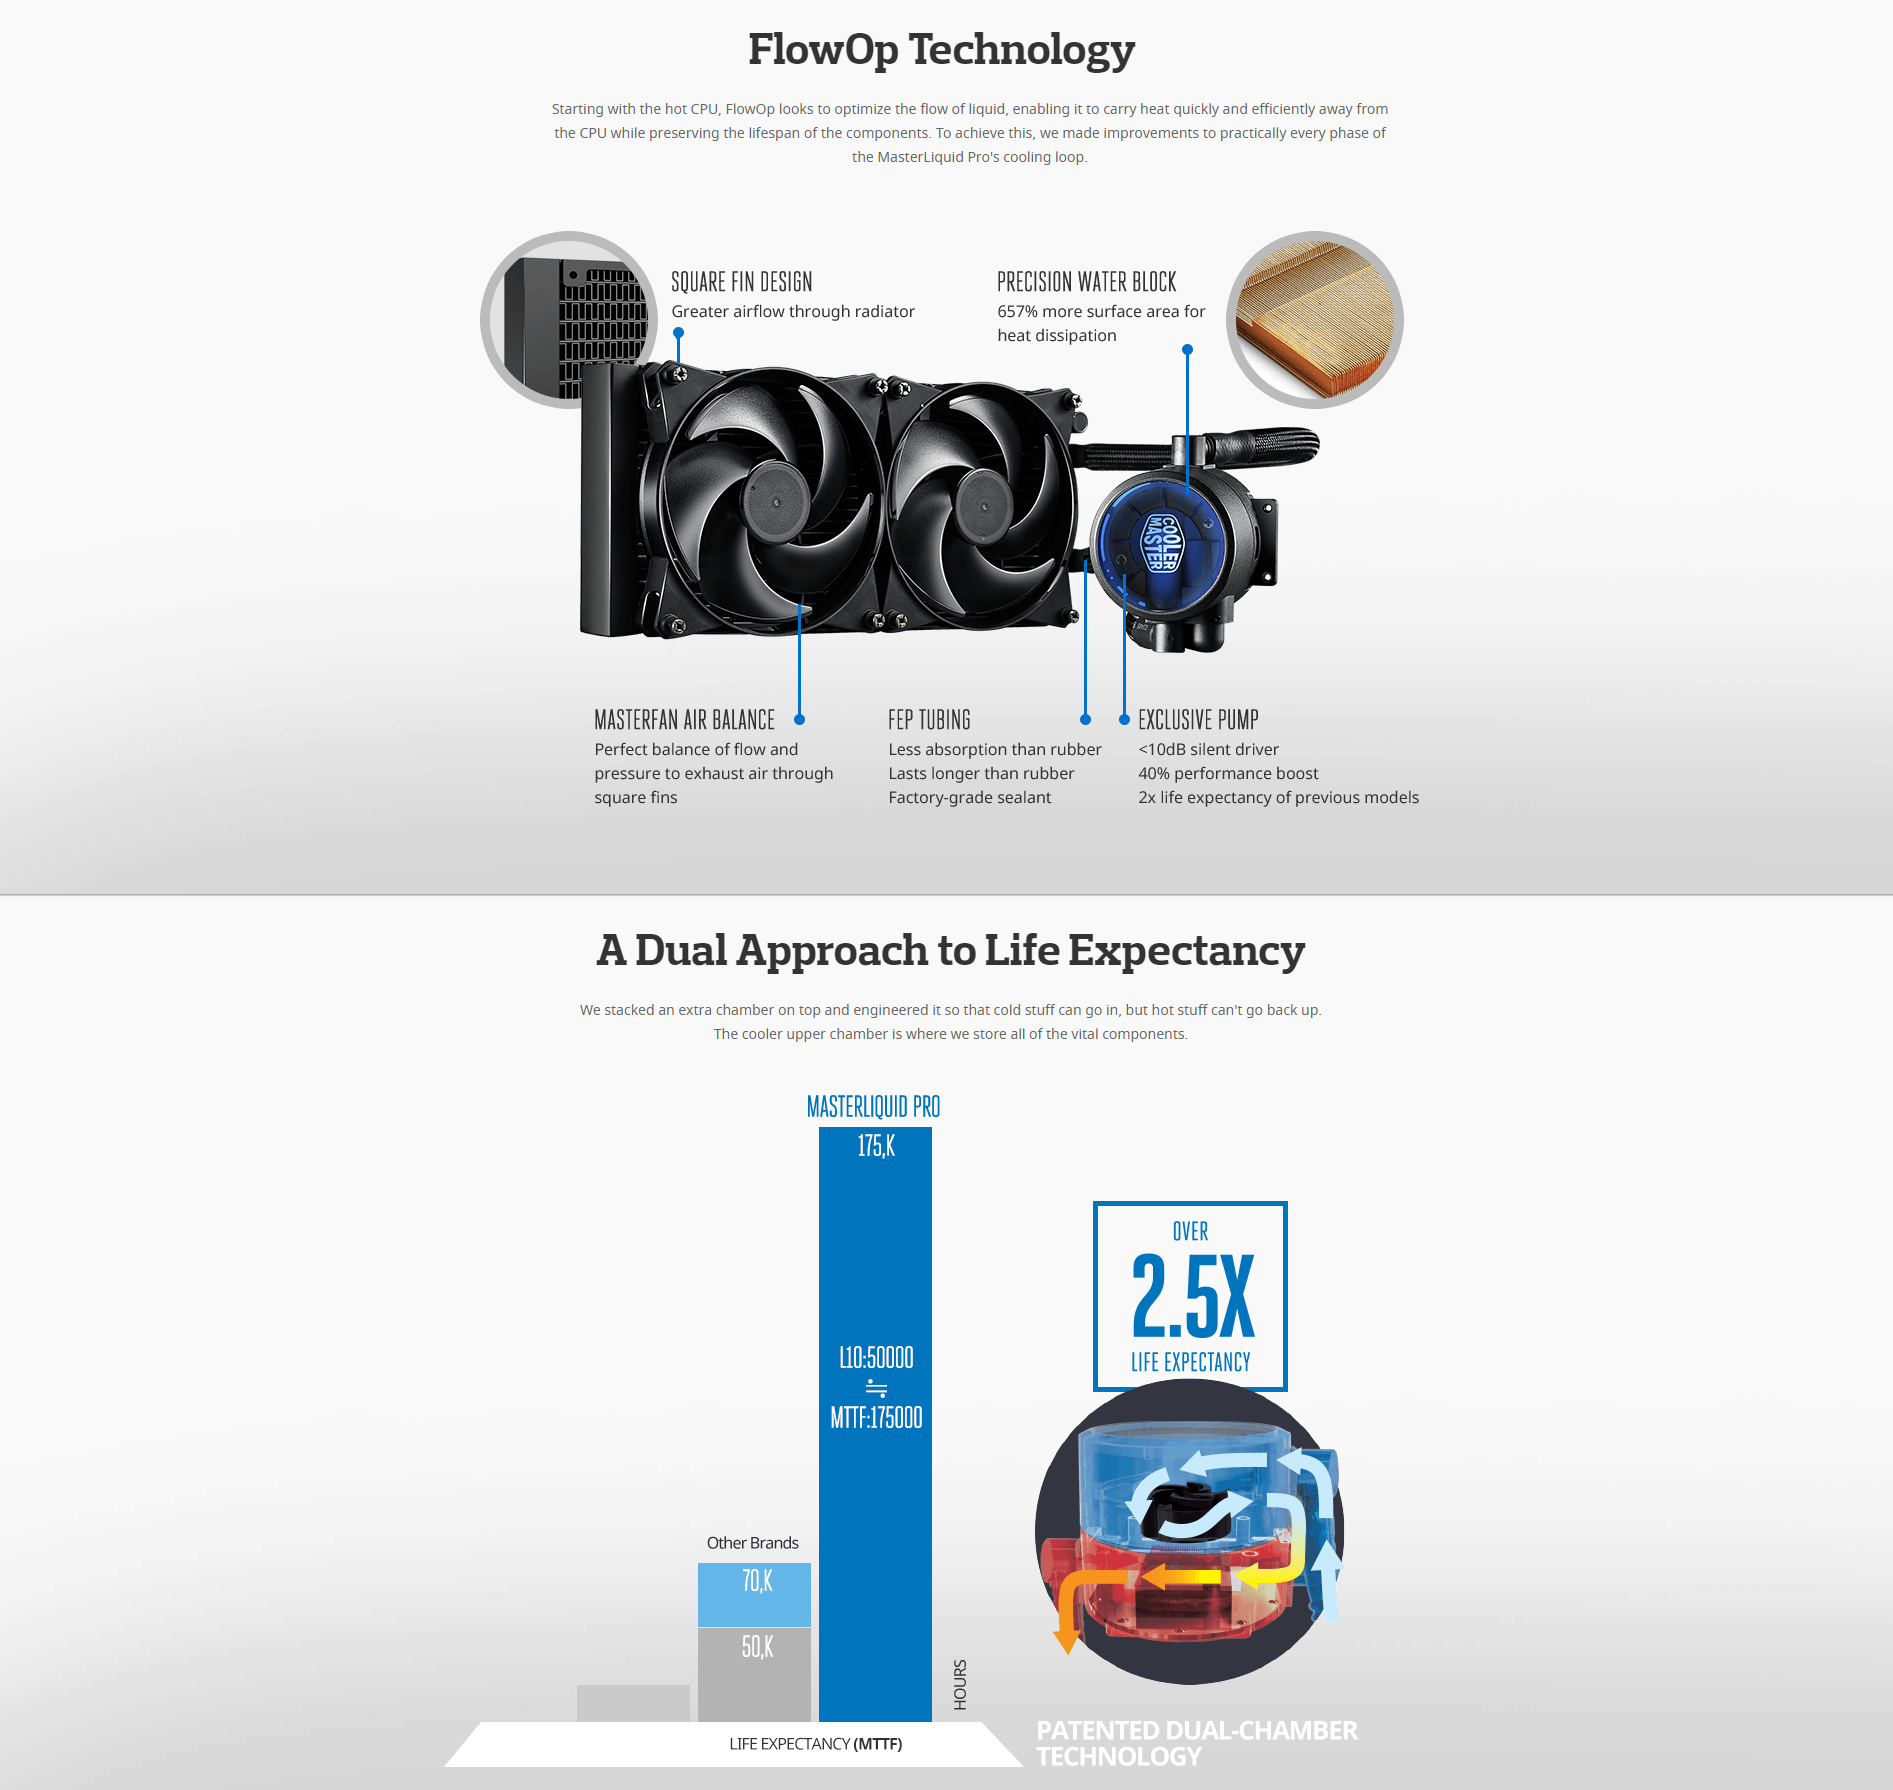 FlowOp Technology
Starting with the hot CPU, FlowOp looks to optimize the flow of liquid, enabling it to carry heat quickly and efficiently away from
the CPU while preserving the lifespan of the components. To achieve this, we made improvements to practically every phase of
the MasterLiquid Pro's cooling loop.
SQUARE FIN DESIGN
Greater airflow through radiator
PRECISION WATER BLOCK
657% more surface area for
heat dissipation
COOLER
MASTER
MASTERFAN AIR BALANCE
Perfect balance of flow and
pressure to exhaust air through
square fins
FEP TUBING
Less absorption than rubber
Lasts longer than rubber
Factory-grade sealant
EXCLUSIVE PUMP
<10dB silent driver
40% performance boost
2x life expectancy of previous models
A Dual Approach to Life Expectancy
We stacked an extra chamber on top and engineered it so that cold stuff can go in, but hot stuff can't go back up.
The cooler upper chamber is where we store all of the vital components.
MASTERLIQUID PRO
175,K
L10:50000
≒
MTTF:175000
Other Brands
70,K
50,K
HOURS
LIFE EXPECTANCY (MTTF)
OVER
2.5X
LIFE EXPECTANCY
PATENTED DUAL-CHAMBER
TECHNOLOGY